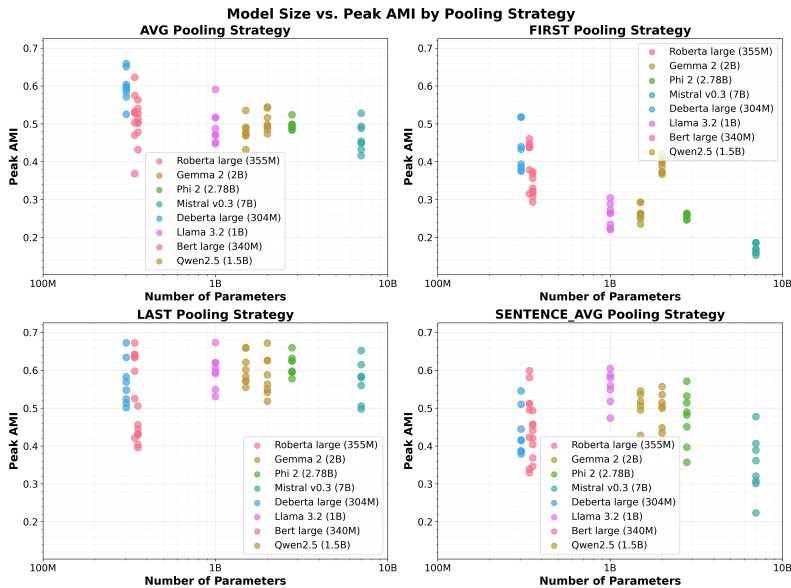 Model Size vs. Peak AMI by Pooling Strategy
AVG Pooling Strategy
Peak AMI
0.7
0.6
0.5
0.4
0.3
0.2
Roberta large (355M)
Gemma 2 (2B)
Phi 2 (2.78B)
Mistral v0.3 (7B)
Deberta large (304M)
Llama 3.2 (1B)
Bert large (340M)
Qwen2.5 (1.5B)
100M 1B 10B
Number of Parameters
FIRST Pooling Strategy
Peak AMI
0.7
0.6
0.5
0.4
0.3
0.2
Roberta large (355M)
Gemma 2 (2B)
Phi 2 (2.78B)
Mistral v0.3 (7B)
Deberta large (304M)
Llama 3.2 (1B)
Bert large (340M)
Qwen2.5 (1.5B)
100M 1B 10B
Number of Parameters
LAST Pooling Strategy
Peak AMI
0.7
0.6
0.5
0.4
0.3
0.2
Roberta large (355M)
Gemma 2 (2B)
Phi 2 (2.78B)
Mistral v0.3 (7B)
Deberta large (304M)
Llama 3.2 (1B)
Bert large (340M)
Qwen2.5 (1.5B)
100M 1B 10B
Number of Parameters
SENTENCE_AVG Pooling Strategy
Peak AMI
0.7
0.6
0.5
0.4
0.3
0.2
Roberta large (355M)
Gemma 2 (2B)
Phi 2 (2.78B)
Mistral v0.3 (7B)
Deberta large (304M)
Llama 3.2 (1B)
Bert large (340M)
Qwen2.5 (1.5B)
100M 1B 10B
Number of Parameters